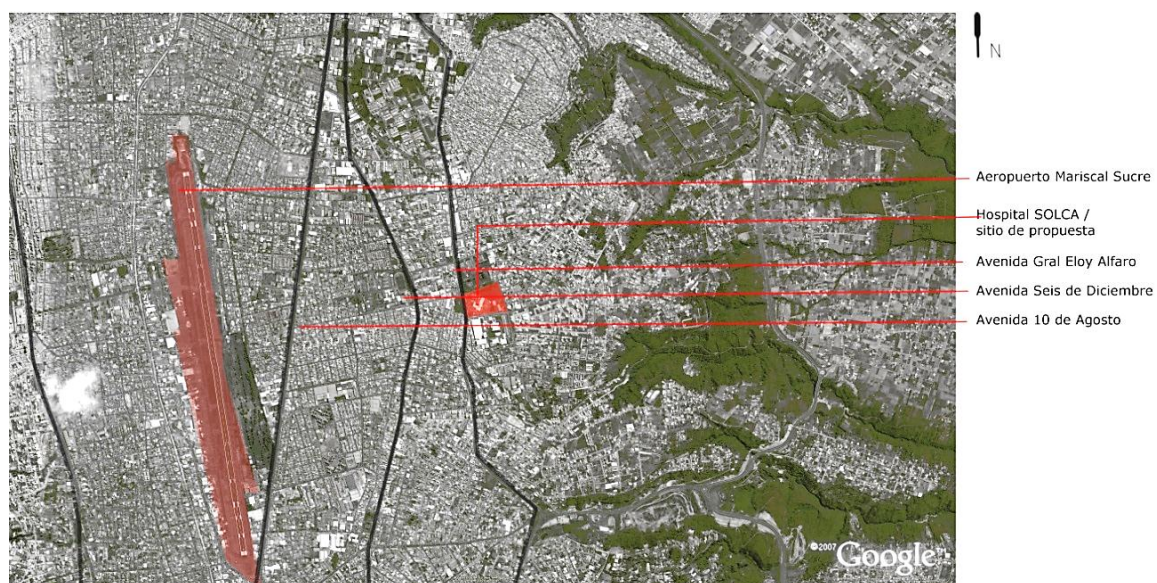 N
Aeropuerto Mariscal Sucre
Hospital SOLCA /
sitio de propuesta
Avenida Gral Eloy Alfaro
Avenida Seis de Diciembre
Avenida 10 de Agosto
©2007 Google™